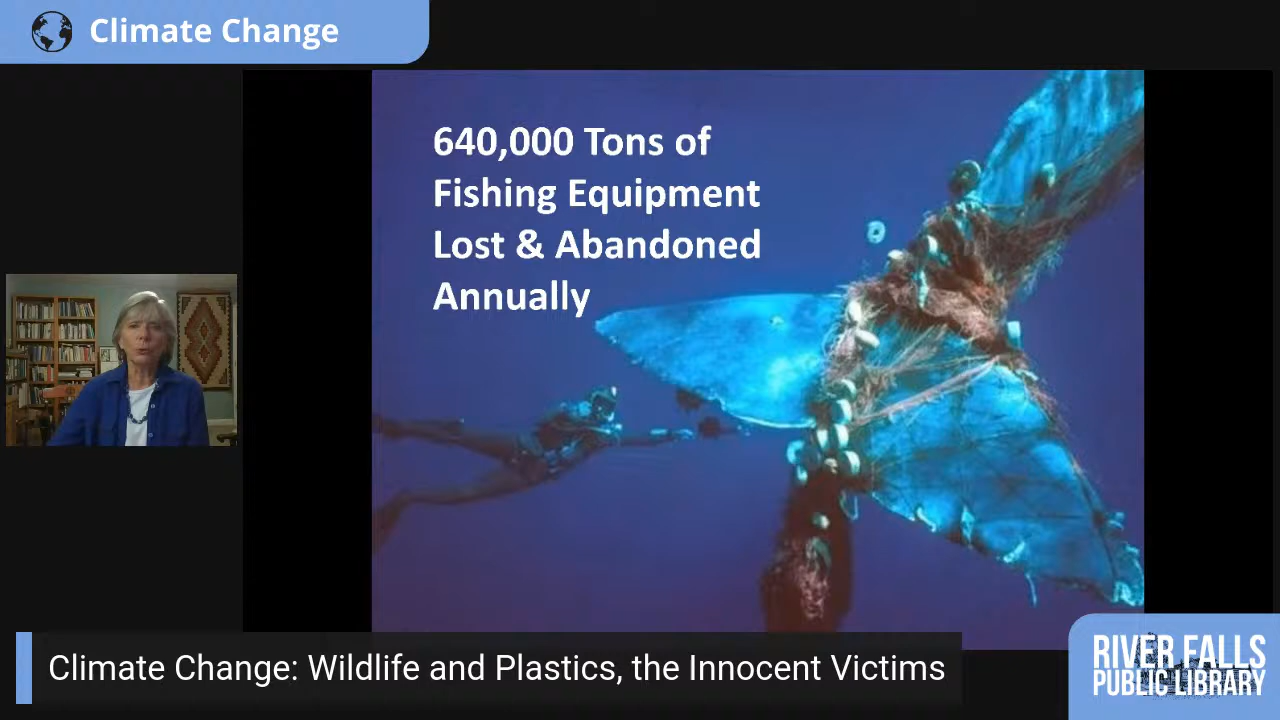 Climate Change
640,000 Tons of
Fishing Equipment
Lost & Abandoned
Annually
Climate Change: Wildlife and Plastics, the Innocent Victims
RIVER FALLS
PUBLIC LIBRARY